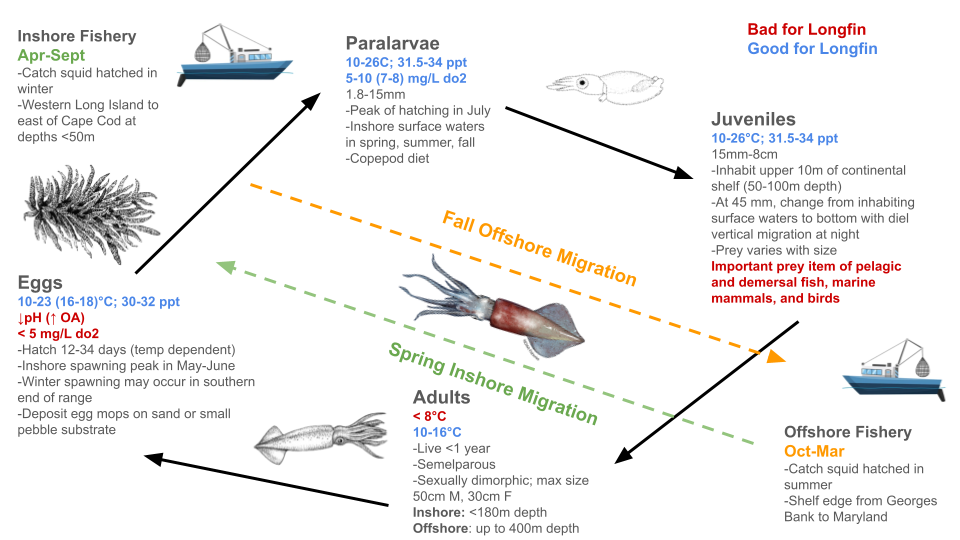 Inshore Fishery
Apr-Sept
-Catch squid hatched in
winter
-Western Long Island to
east of Cape Cod at
depths <50m
Paralarvae
10-26C; 31.5-34 ppt
5-10 (7-8) mg/L do2
1.8-15mm
-Peak of hatching in July
-Inshore surface waters
in spring, summer, fall
-Copepod diet
Bad for Longfin
Good for Longfin
Juveniles
10-26°C; 31.5-34 ppt
15mm-8cm
-Inhabit upper 10m of continental
shelf (50-100m depth)
-At 45 mm, change from inhabiting
surface waters to bottom with diel
vertical migration at night
-Prey varies with size
Important prey item of pelagic
and demersal fish, marine
mammals, and birds
Fall Offshore Migration
Spring Inshore Migration
Eggs
10-23 (16-18)°C; 30-32 ppt
↓pH (↑ OA)
< 5 mg/L do2
-Hatch 12-34 days (temp dependent)
-Inshore spawning peak in May-June
-Winter spawning may occur in southern
end of range
-Deposit egg mops on sand or small
pebble substrate
Adults
< 8°C
10-16°C
-Live <1 year
-Semelparous
-Sexually dimorphic; max size
50cm M, 30cm F
Inshore: <180m depth
Offshore: up to 400m depth
Offshore Fishery
Oct-Mar
-Catch squid hatched in
summer
-Shelf edge from Georges
Bank to Maryland